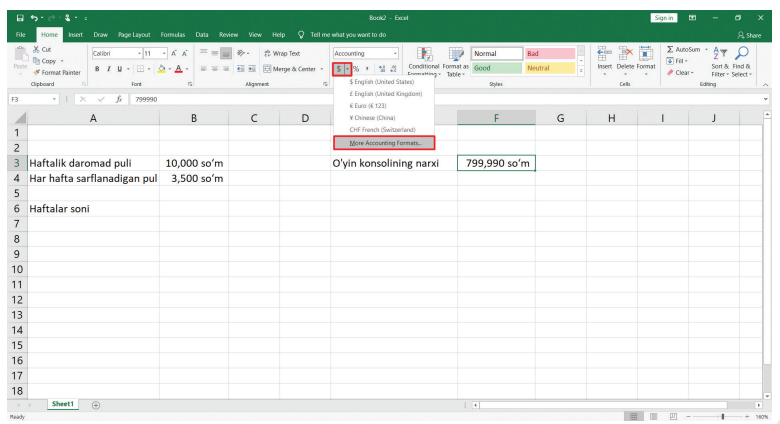 Book2 - Excel
Sign in
File Home Insert Draw Page Layout Formulas Data Review View Help Tell me what you want to do Share
Cut
Copy
Format Painter
Clipboard
Calibri 11 A A
B I U A
Font
Wrap Text
Merge & Center
Alignment
Accounting
$ % ,
$ English (United States)
£ English (United Kingdom)
€ Euro (€ 123)
¥ Chinese (China)
CHF French (Switzerland)
More Accounting Formats...
Conditional Formatting
Format as Table
Normal Bad
Good Neutral
Styles
Insert Delete Format
Cells
AutoSum
Fill
Clear
Sort & Filter
Find & Select
Editing
F3 fx 799990
A B C D F G H I J
1
2
3 Haftalik daromad puli 10,000 so‘m O‘yin konsolining narxi 799,990 so‘m
4 Har hafta sarflanadigan pul 3,500 so‘m
5
6 Haftalar soni
7
8
9
10
11
12
13
14
15
16
17
18
Sheet1
Ready 160%